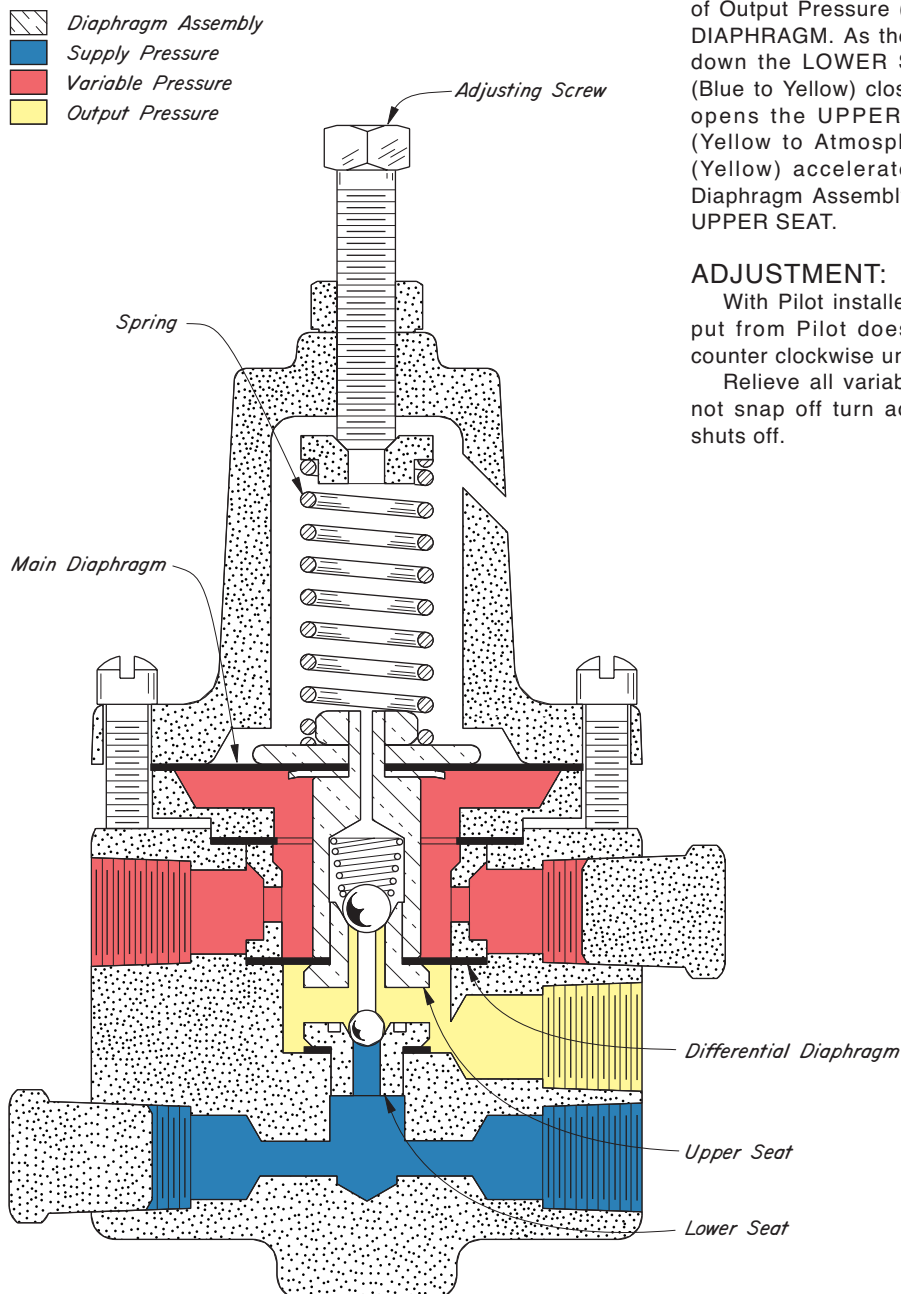 Diaphragm Assembly
Supply Pressure
Variable Pressure
Output Pressure
Adjusting Screw
Spring
Main Diaphragm
Differential Diaphragm
Upper Seat
Lower Seat
of Output Pressure (
DIAPHRAGM. As the
down the LOWER S
(Blue to Yellow) clos
opens the UPPER
(Yellow to Atmosph
(Yellow) accelerat
Diaphragm Assembl
UPPER SEAT.
ADJUSTMENT:
With Pilot installe
put from Pilot does
counter clockwise u
Relieve all variab
not snap off turn a
shuts off.